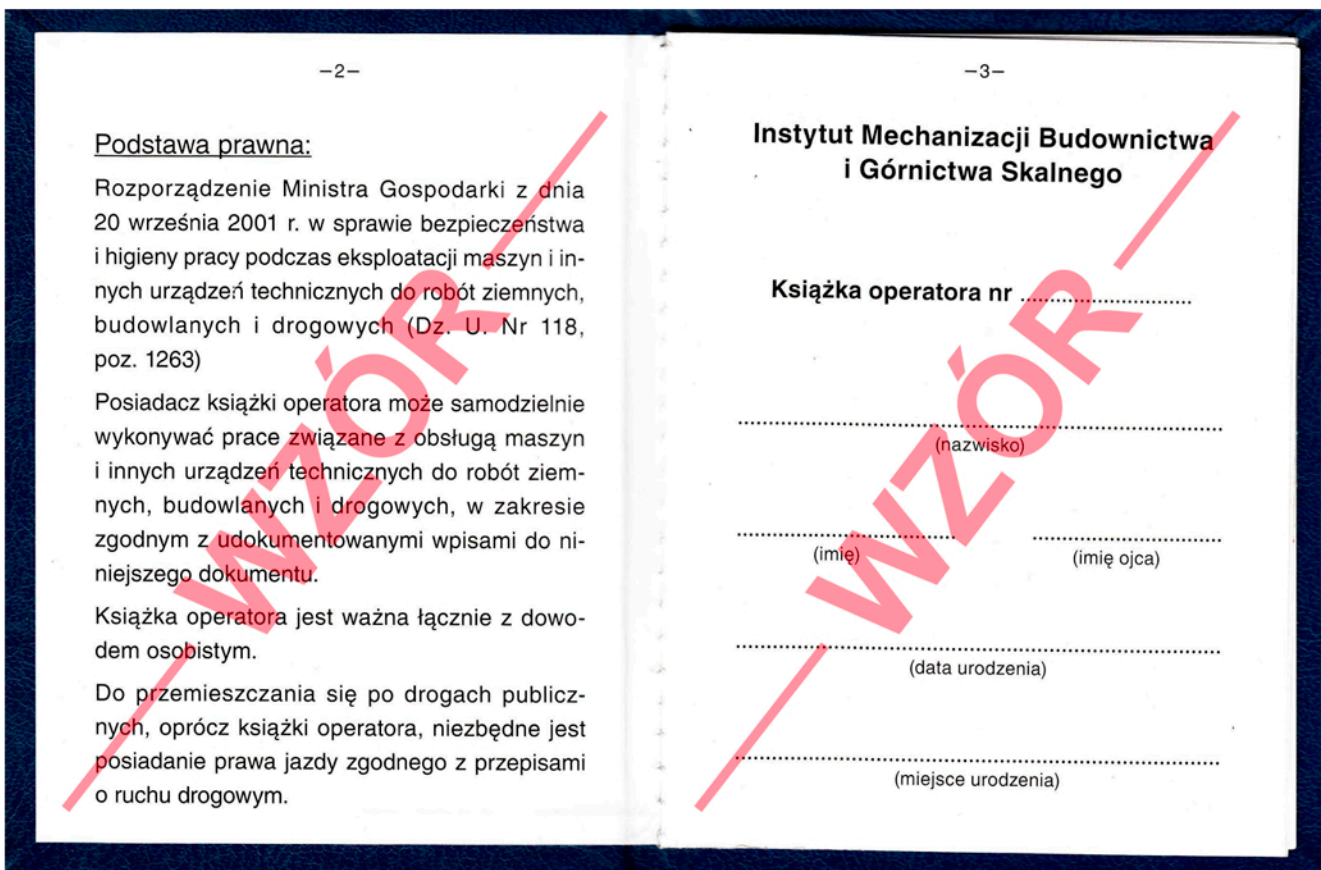 –2–
Podstawa prawna:
Rozporządzenie Ministra Gospodarki z dnia
20 września 2001 r. w sprawie bezpieczeństwa
i higieny pracy podczas eksploatacji maszyn i in-
nych urządzeń technicznych do robót ziemnych,
budowlanych i drogowych (Dz. U. Nr 118,
poz. 1263)
Posiadacz książki operatora może samodzielnie
wykonywać prace związane z obsługą maszyn
i innych urządzeń technicznych do robót ziem-
nych, budowlanych i drogowych, w zakresie
zgodnym z udokumentowanymi wpisami do ni-
niejszego dokumentu.
Książka operatora jest ważna łącznie z dowo-
dem osobistym.
Do przemieszczania się po drogach publicz-
nych, oprócz książki operatora, niezbędne jest
posiadanie prawa jazdy zgodnego z przepisami
o ruchu drogowym.
WZÓR
–3–
Instytut Mechanizacji Budownictwa
i Górnictwa Skalnego
Książka operatora nr ........................
(nazwisko)
(imię) (imię ojca)
(data urodzenia)
(miejsce urodzenia)
WZÓR